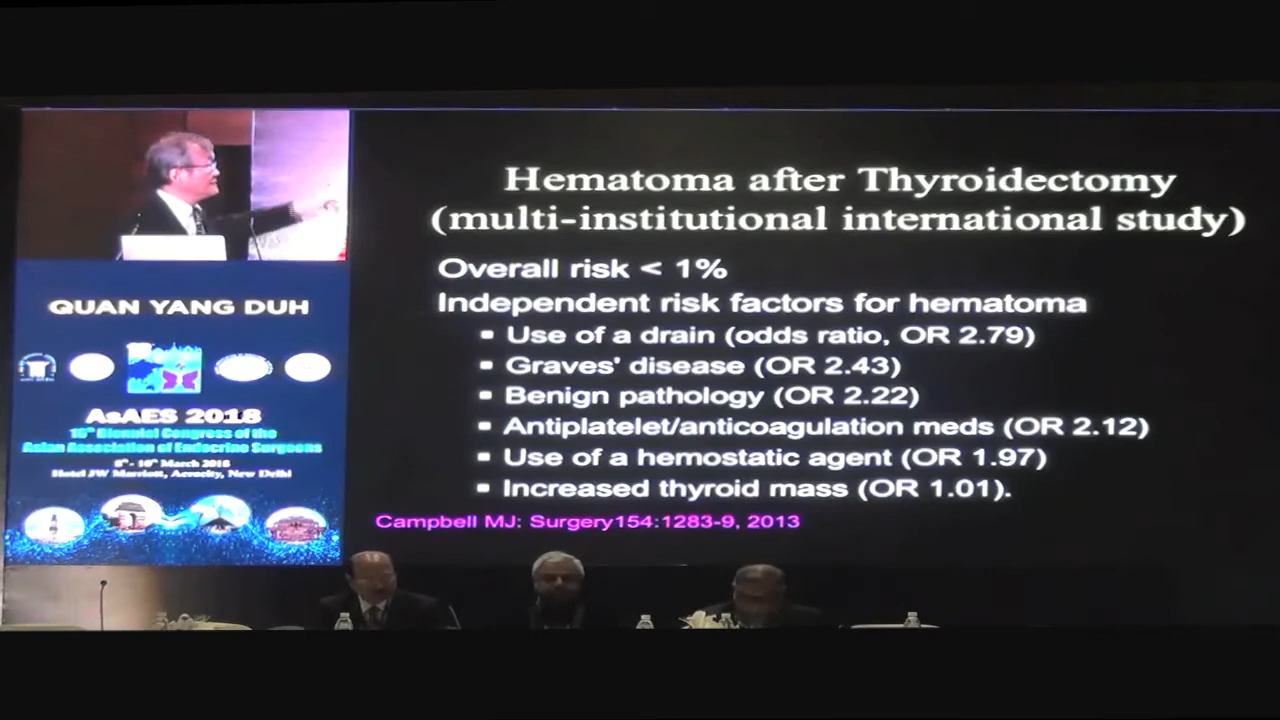 Hematoma after Thyroidectomy
(multi-institutional international study)
Overall risk < 1%
Independent risk factors for hematoma
▪ Use of a drain (odds ratio, OR 2.79)
▪ Graves' disease (OR 2.43)
▪ Benign pathology (OR 2.22)
▪ Antiplatelet/anticoagulation meds (OR 2.12)
▪ Use of a hemostatic agent (OR 1.97)
▪ Increased thyroid mass (OR 1.01).
Campbell MJ: Surgery154:1283-9, 2013
QUAN YANG DUH
AsAES 2018
16th Biennial Congress of the
Asian Association of Endocrine Surgeons
8th - 10th March 2018
Hotel JW Marriott, Aerocity, New Delhi